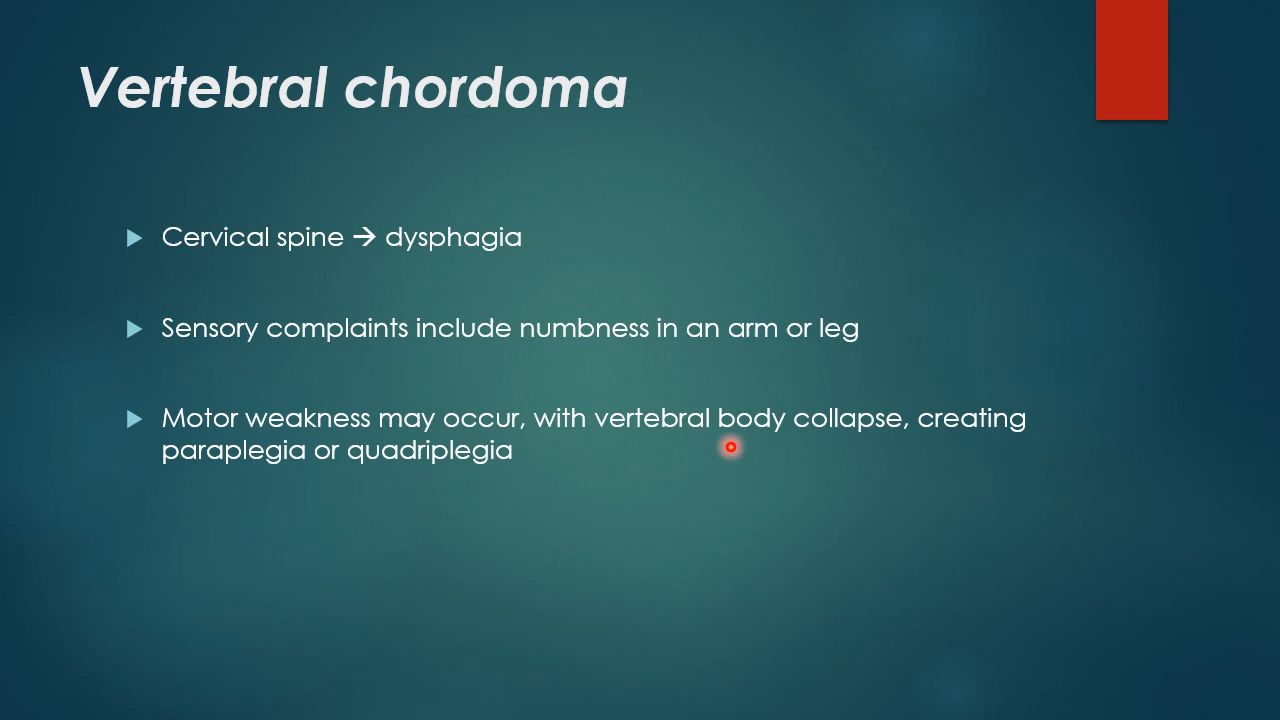 Vertebral chordoma
Cervical spine → dysphagia
Sensory complaints include numbness in an arm or leg
Motor weakness may occur, with vertebral body collapse, creating
paraplegia or quadriplegia